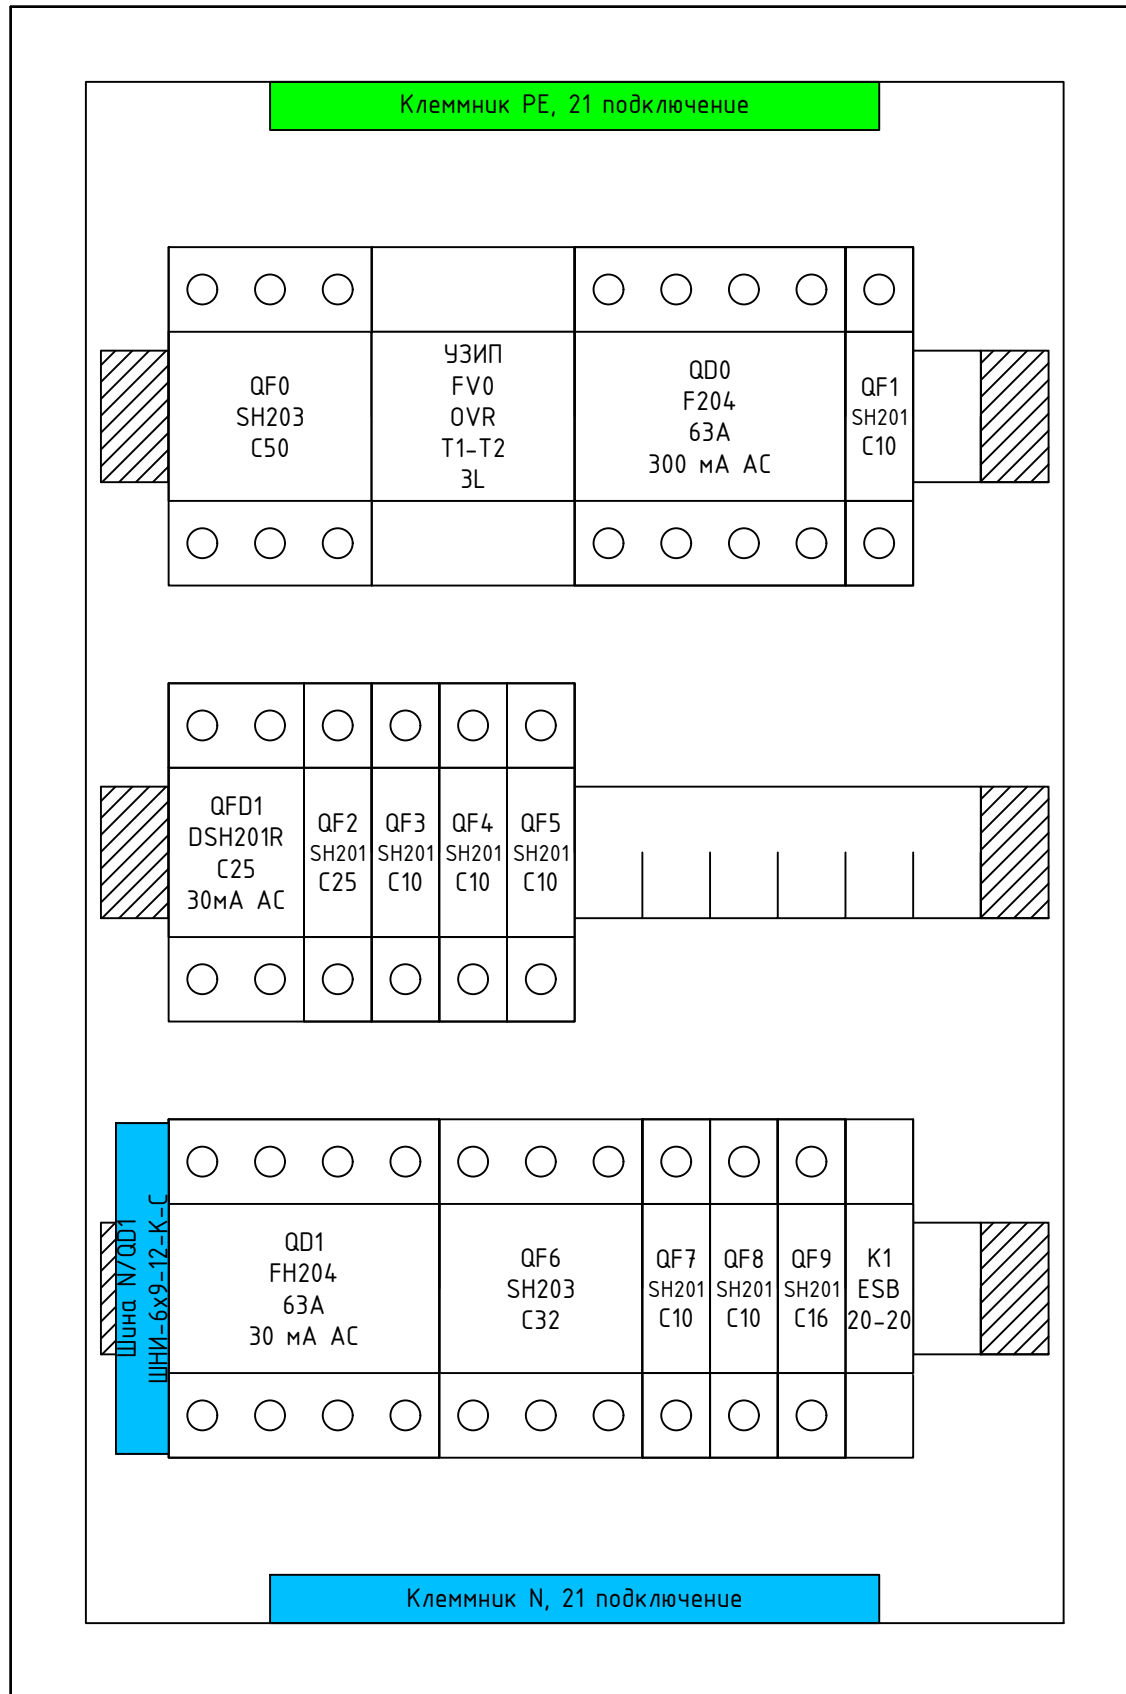 Клеммник PE, 21 подключение
QF0
SH203
C50
УЗИП
FV0
OVR
T1-T2
3L
QD0
F204
63A
300 мА AC
QF1
SH201
C10
QFD1
DSH201R
C25
30мА AC
QF2
SH201
C25
QF3
SH201
C10
QF4
SH201
C10
QF5
SH201
C10
Шина N/QD1
ШНИ-6х9-12-К-С
QD1
FH204
63A
30 мА AC
QF6
SH203
C32
QF7
SH201
C10
QF8
SH201
C10
QF9
SH201
C16
K1
ESB
20-20
Клеммник N, 21 подключение